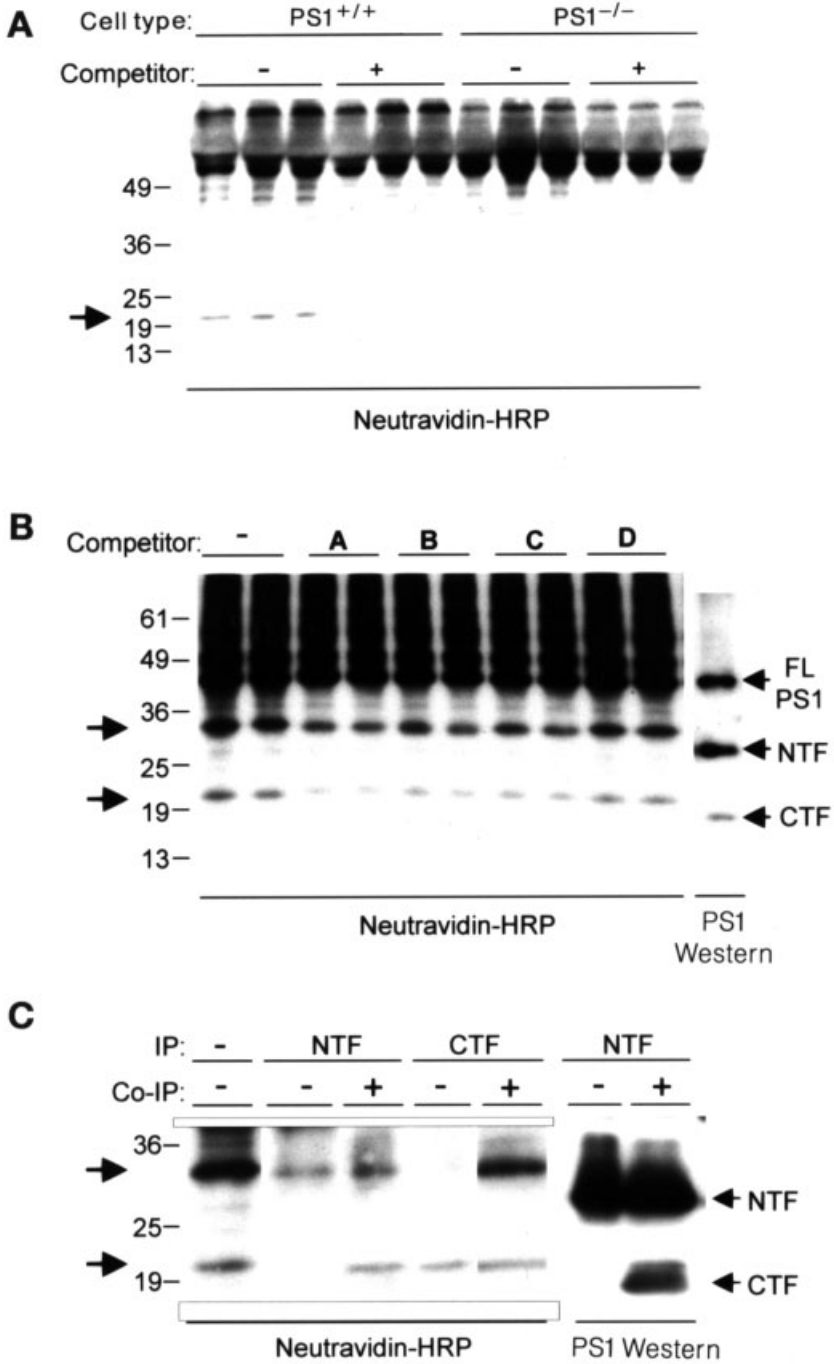 A
Cell type: PS1+/+ PS1−/−
Competitor: - + - +
49
36
25
19
13
Neutravidin-HRP
B
Competitor: - A B C D
61
49
36
25
19
13
FL
PS1
NTF
CTF
Neutravidin-HRP
PS1
Western
C
IP: - NTF CTF NTF
Co-IP: - - + - + - +
36
25
19
NTF
CTF
Neutravidin-HRP PS1 Western